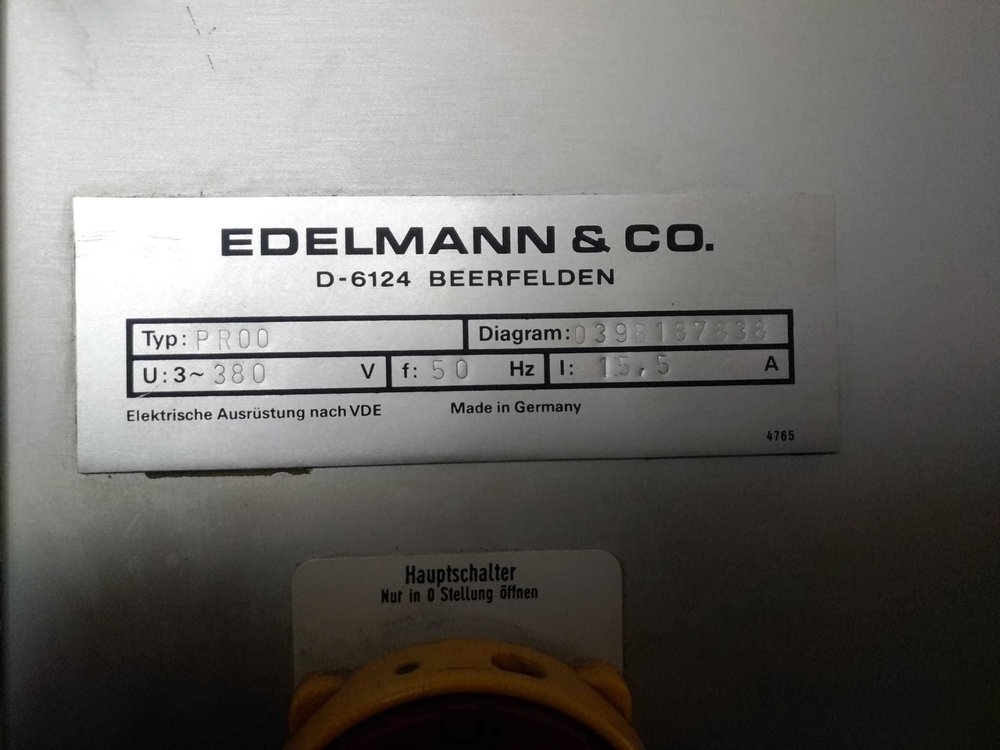 EDELMANN & CO.
D-6124 BEERFELDEN
Typ: PR00 Diagram: 039B187838
U: 3~ 380 V f: 50 Hz I: 15,5 A
Elektrische Ausrüstung nach VDE Made in Germany
4765
Hauptschalter
Nur in 0 Stellung öffnen